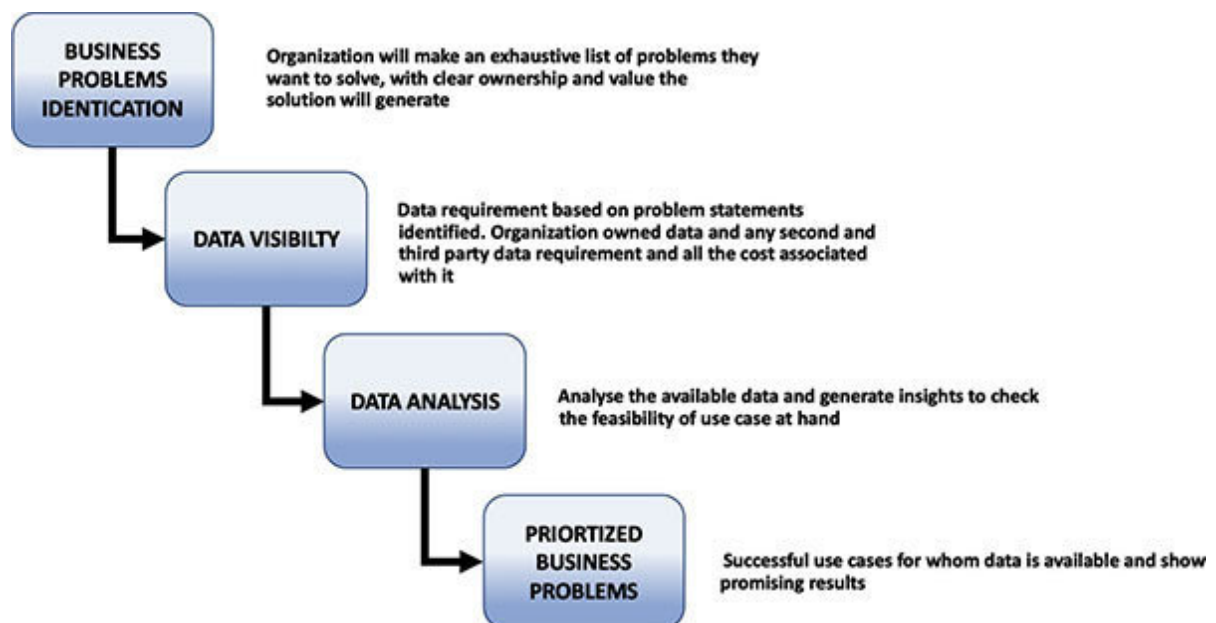 BUSINESS
PROBLEMS
IDENTICATION
Organization will make an exhaustive list of problems they
want to solve, with clear ownership and value the
solution will generate
DATA VISIBILTY
Data requirement based on problem statements
identified. Organization owned data and any second and
third party data requirement and all the cost associated
with it
DATA ANALYSIS
Analyse the available data and generate insights to check
the feasibility of use case at hand
PRIORTIZED
BUSINESS
PROBLEMS
Successful use cases for whom data is available and show
promising results